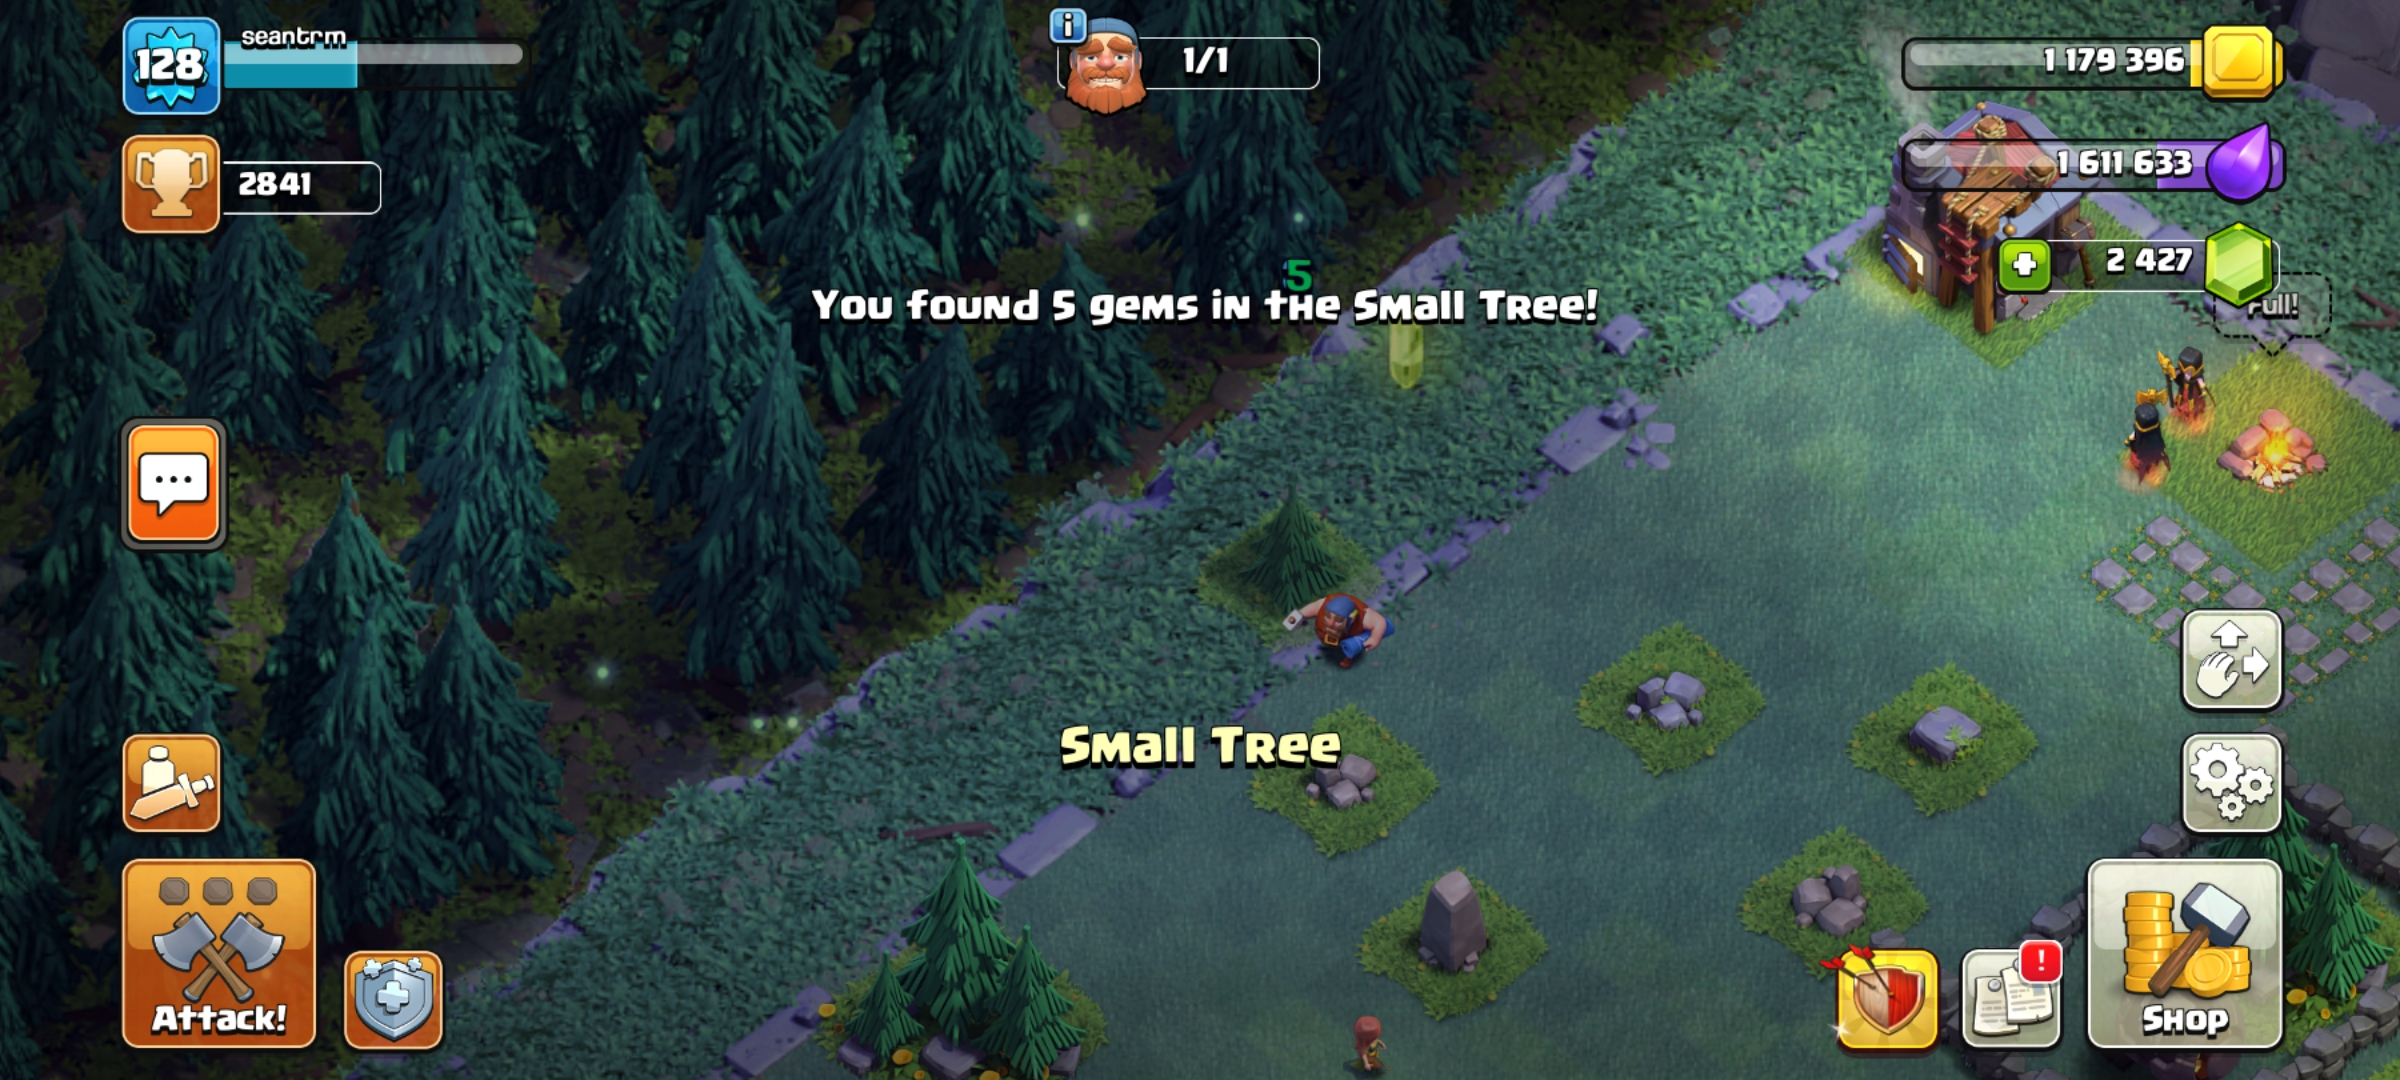 128
seantrm
1/1
1 179 396
2841
1 611 633
2 427
Full!
5
You found 5 gems in the Small Tree!
Small Tree
Attack!
!
Shop